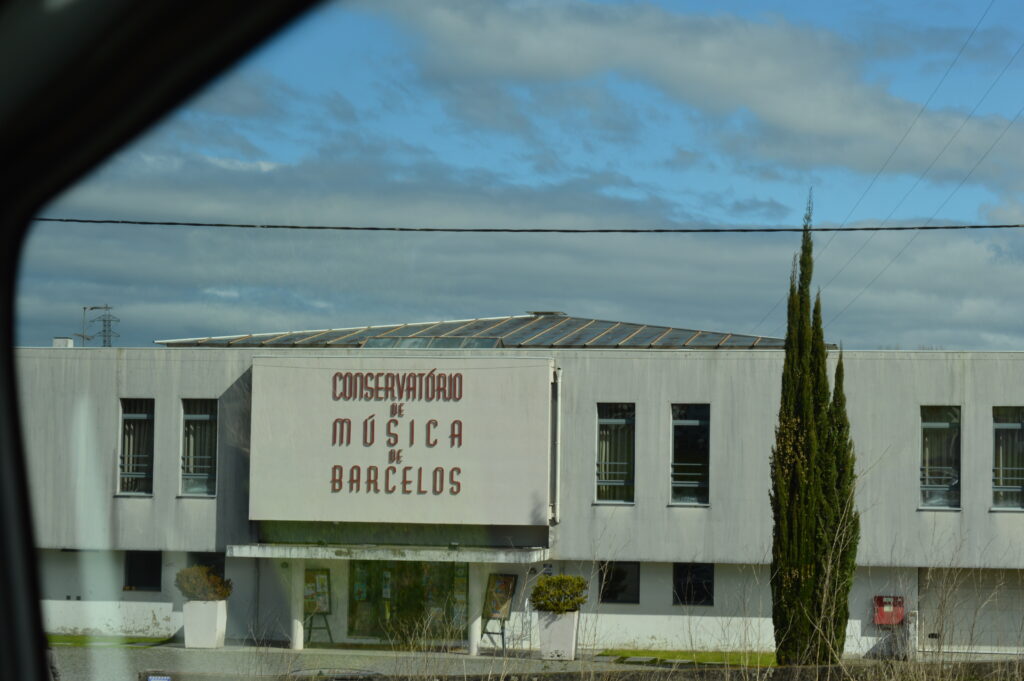 CONSERVATÓRIO
DE
MÚSICA
DE
BARCELOS